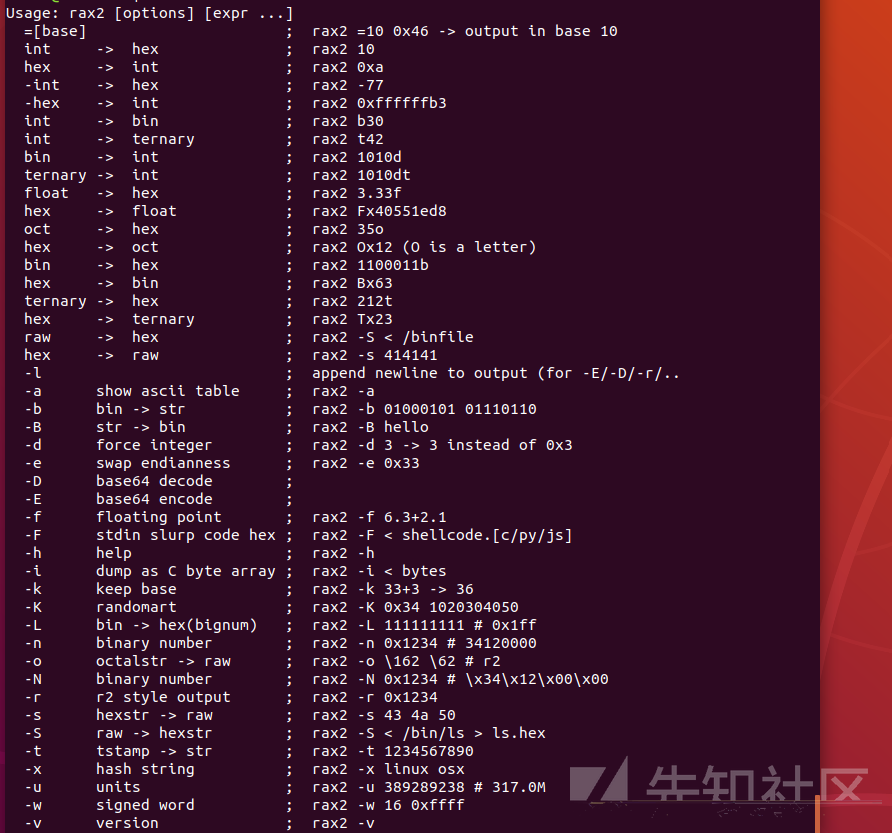 Usage: rax2 [options] [expr ...]
  =[base]                      ;  rax2 =10 0x46 -> output in base 10
  int     ->  hex              ;  rax2 10
  hex     ->  int              ;  rax2 0xa
  -int    ->  hex              ;  rax2 -77
  -hex    ->  int              ;  rax2 0xffffffb3
  int     ->  bin              ;  rax2 b30
  int     ->  ternary          ;  rax2 t42
  bin     ->  int              ;  rax2 1010d
  ternary ->  int              ;  rax2 1010dt
  float   ->  hex              ;  rax2 3.33f
  hex     ->  float            ;  rax2 Fx40551ed8
  oct     ->  hex              ;  rax2 35o
  hex     ->  oct              ;  rax2 Ox12 (O is a letter)
  bin     ->  hex              ;  rax2 1100011b
  hex     ->  bin              ;  rax2 Bx63
  ternary ->  hex              ;  rax2 212t
  hex     ->  ternary          ;  rax2 Tx23
  raw     ->  hex              ;  rax2 -S < /binfile
  hex     ->  raw              ;  rax2 -s 414141
  -l                           ;  append newline to output (for -E/-D/-r/..
  -a      show ascii table     ;  rax2 -a
  -b      bin -> str           ;  rax2 -b 01000101 01110110
  -B      str -> bin           ;  rax2 -B hello
  -d      force integer        ;  rax2 -d 3 -> 3 instead of 0x3
  -e      swap endianness      ;  rax2 -e 0x33
  -D      base64 decode        ;
  -E      base64 encode        ;
  -f      floating point       ;  rax2 -f 6.3+2.1
  -F      stdin slurp code hex ;  rax2 -F < shellcode.[c/py/js]
  -h      help                 ;  rax2 -h
  -i      dump as C byte array ;  rax2 -i < bytes
  -k      keep base            ;  rax2 -k 33+3 -> 36
  -K      randomart            ;  rax2 -K 0x34 1020304050
  -L      bin -> hex(bignum)   ;  rax2 -L 111111111 # 0x1ff
  -n      binary number        ;  rax2 -n 0x1234 # 34120000
  -o      octalstr -> raw      ;  rax2 -o \162 \62 # r2
  -N      binary number        ;  rax2 -N 0x1234 # \x34\x12\x00\x00
  -r      r2 style output      ;  rax2 -r 0x1234
  -s      hexstr -> raw        ;  rax2 -s 43 4a 50
  -S      raw -> hexstr        ;  rax2 -S < /bin/ls > ls.hex
  -t      tstamp -> str        ;  rax2 -t 1234567890
  -x      hash string          ;  rax2 -x linux osx
  -u      units                ;  rax2 -u 389289238 # 317.0M
  -w      signed word          ;  rax2 -w 16 0xffff
  -v      version              ;  rax2 -v
先知社区